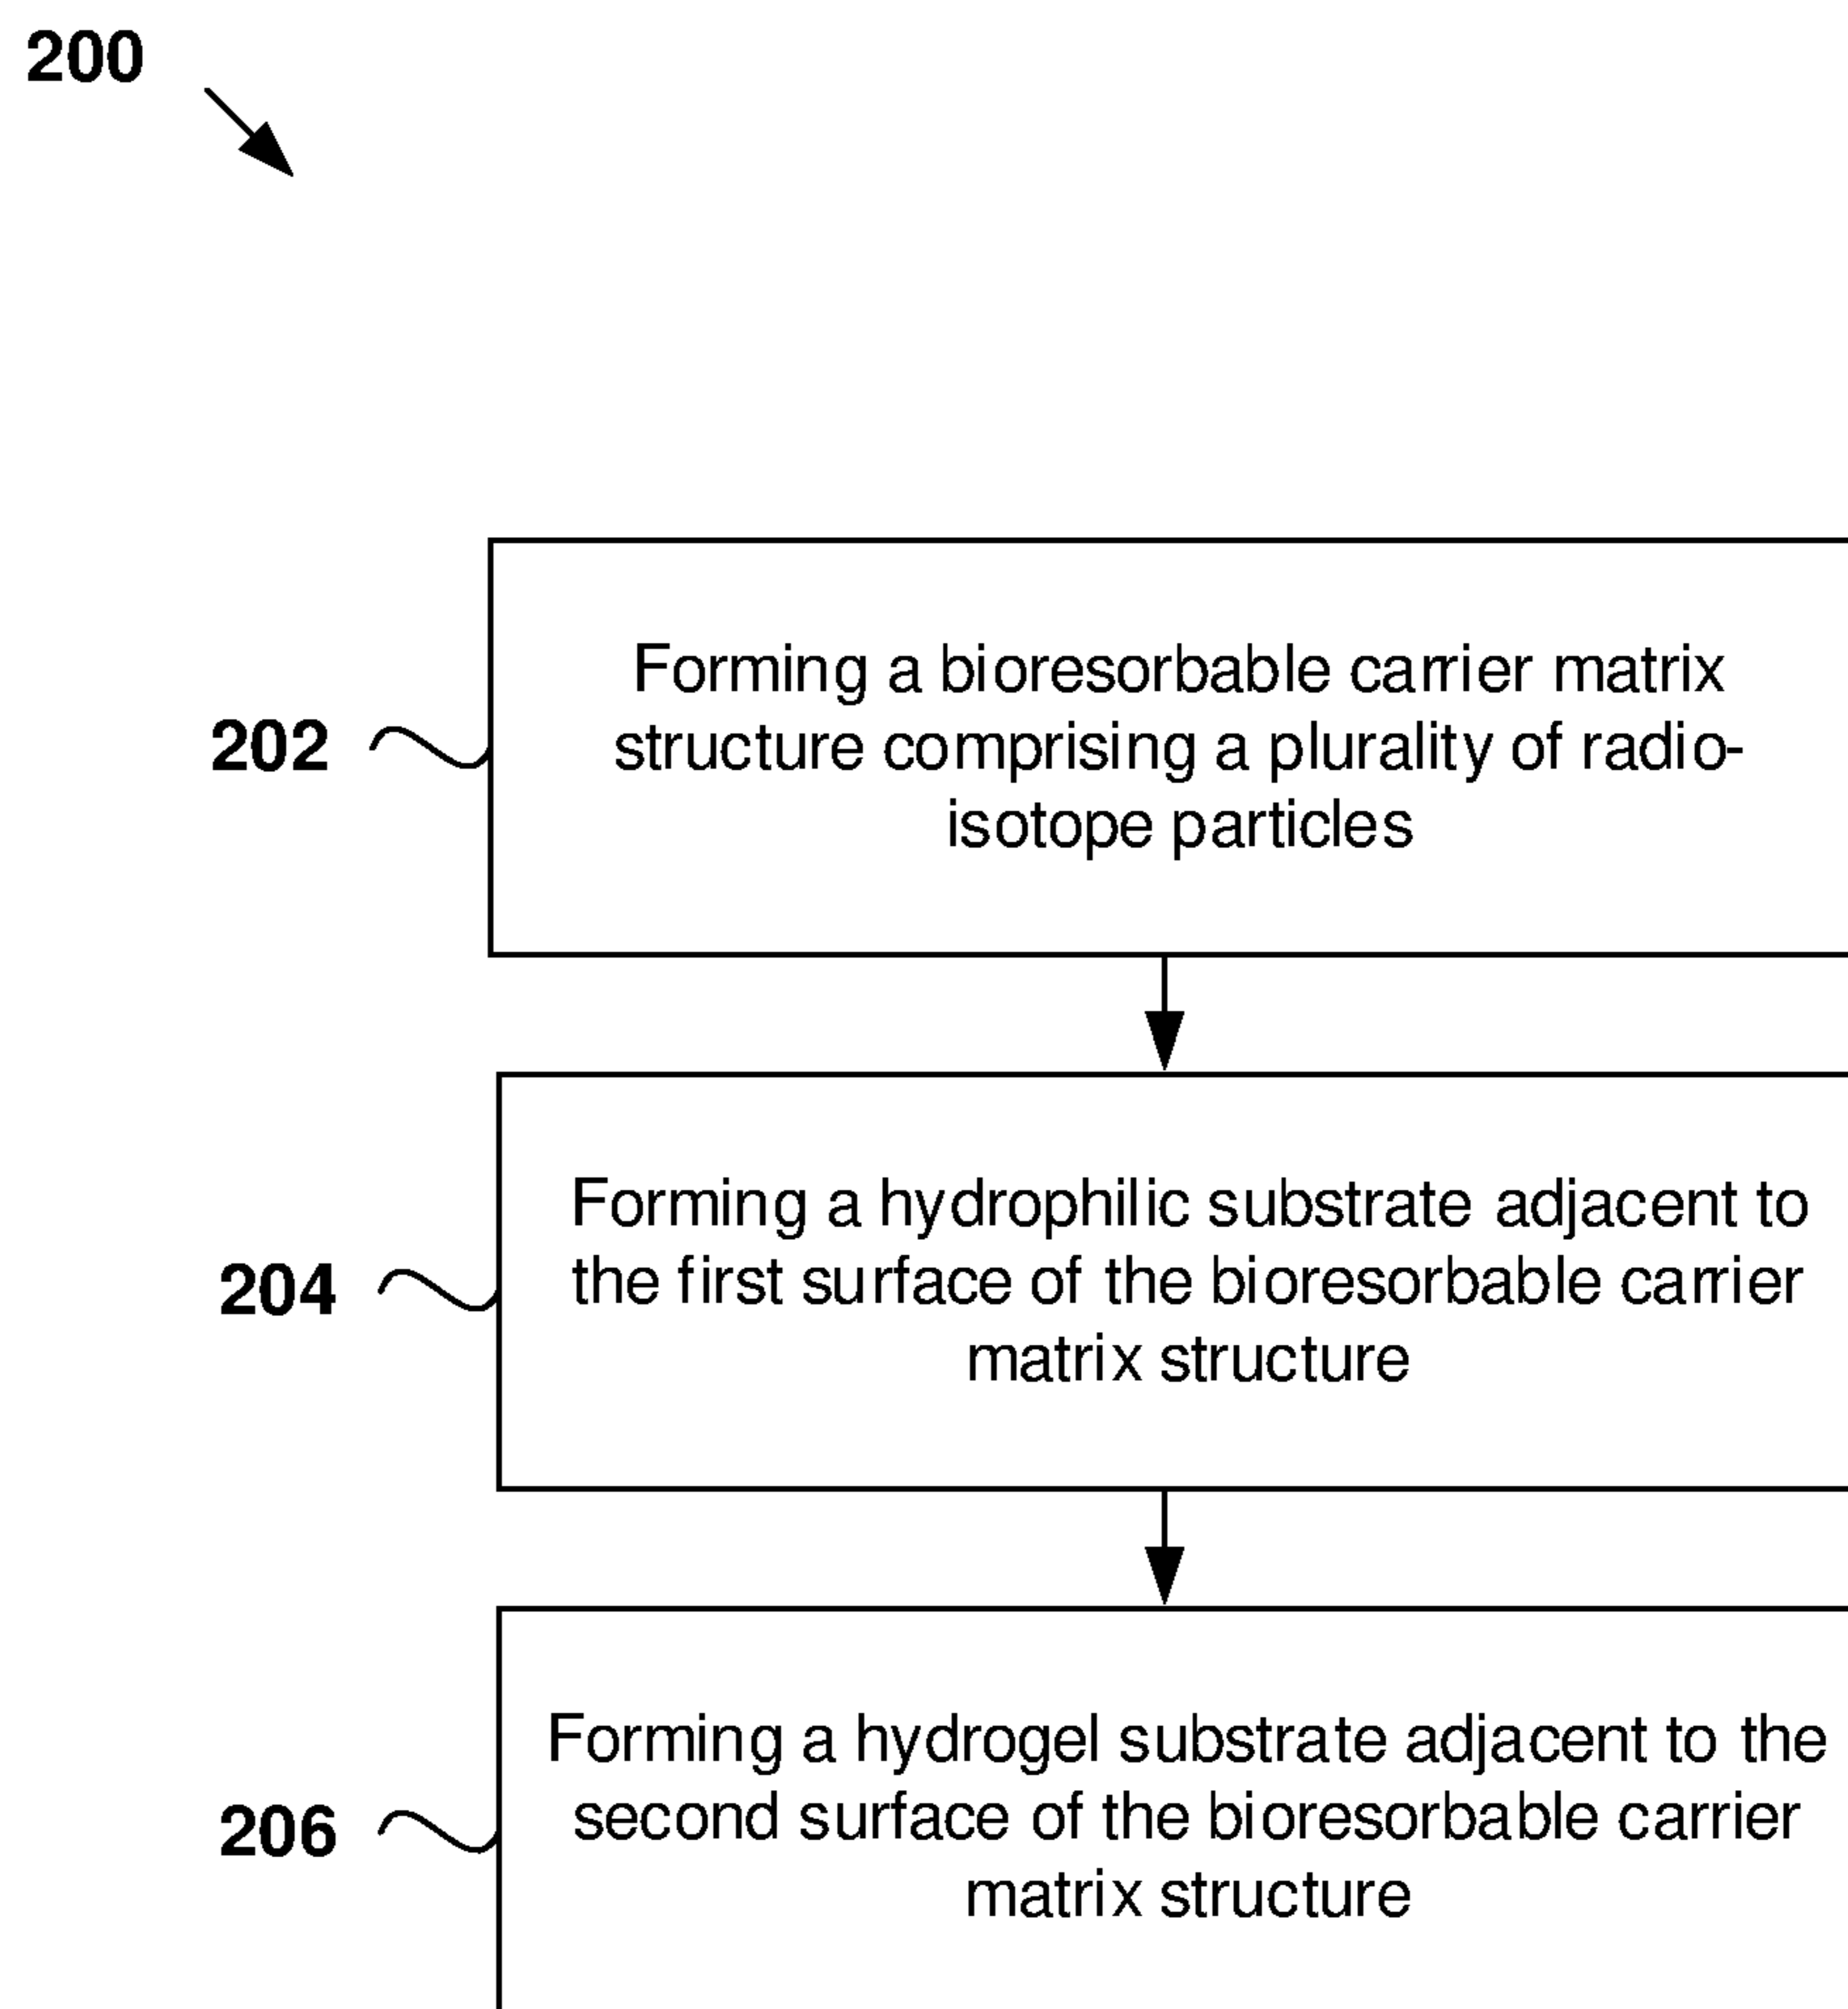 200
202
Forming a bioresorbable carrier matrix
structure comprising a plurality of radio-
isotope particles
204
Forming a hydrophilic substrate adjacent to
the first surface of the bioresorbable carrier
matrix structure
206
Forming a hydrogel substrate adjacent to the
second surface of the bioresorbable carrier
matrix structure